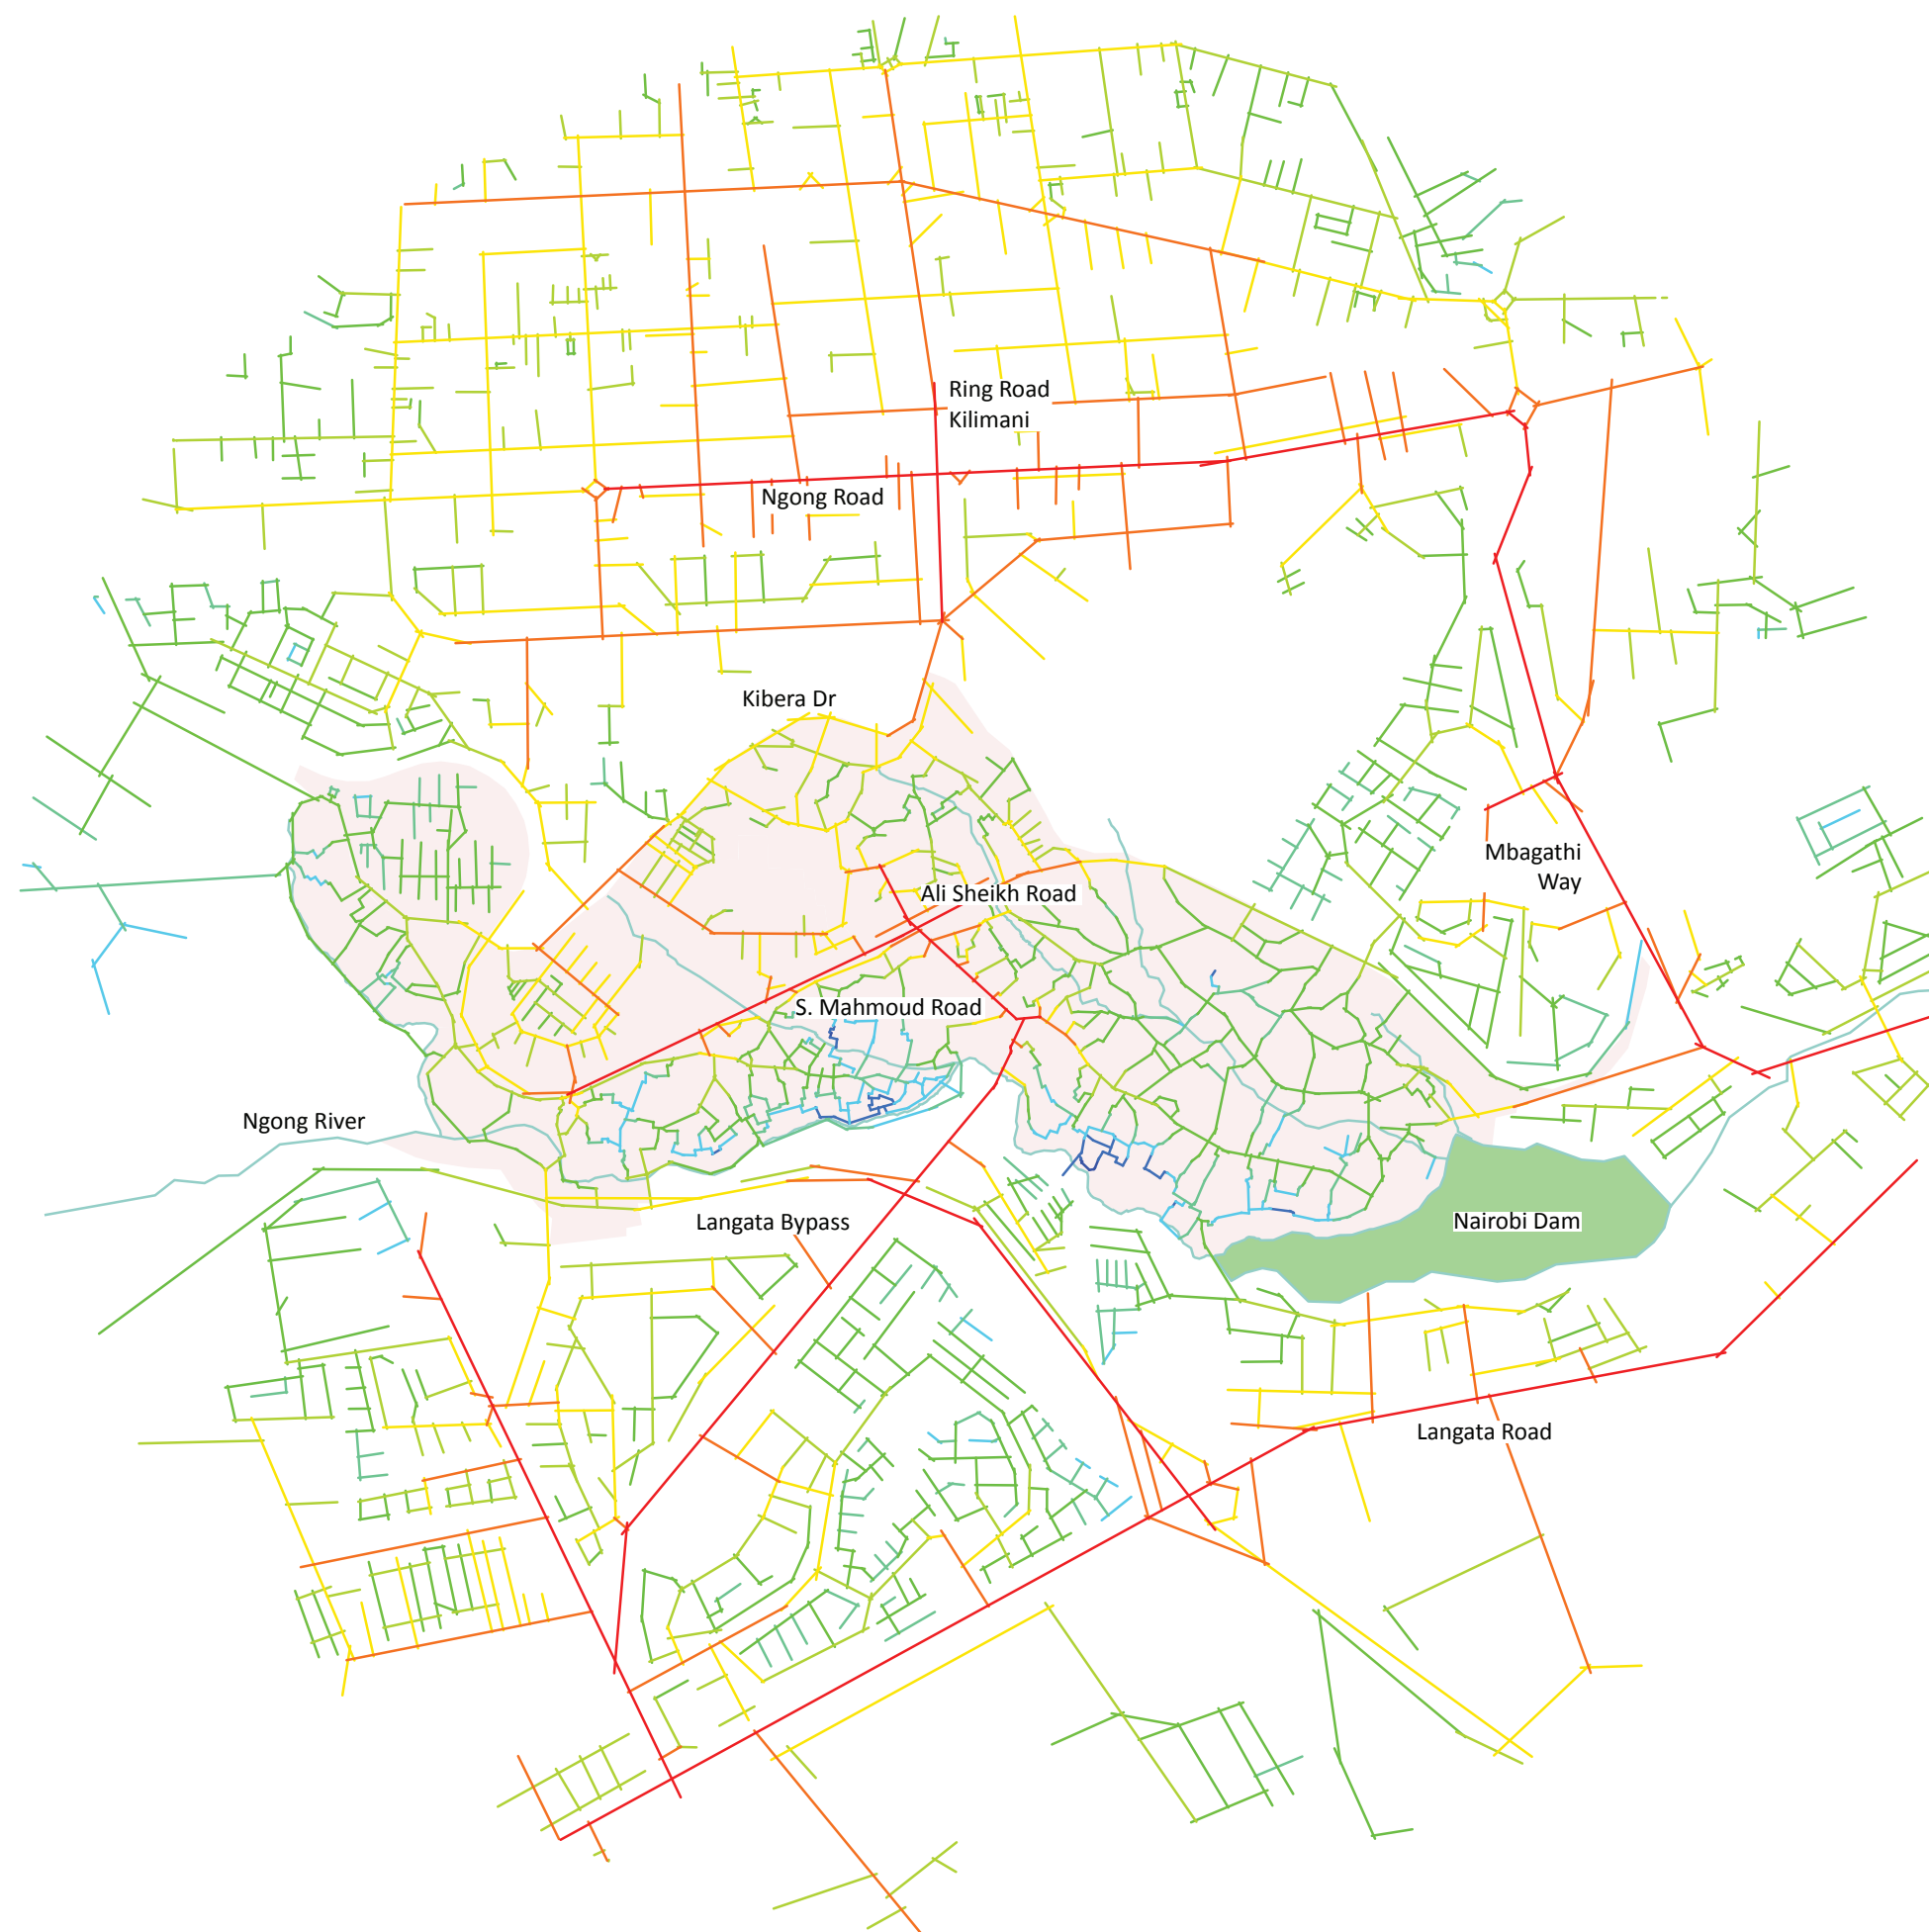 Ring Road
Kilimani
Ngong Road
Kibera Dr
Mbagathi
Way
Ali Sheikh Road
S. Mahmoud Road
Ngong River
Langata Bypass
Nairobi Dam
Langata Road